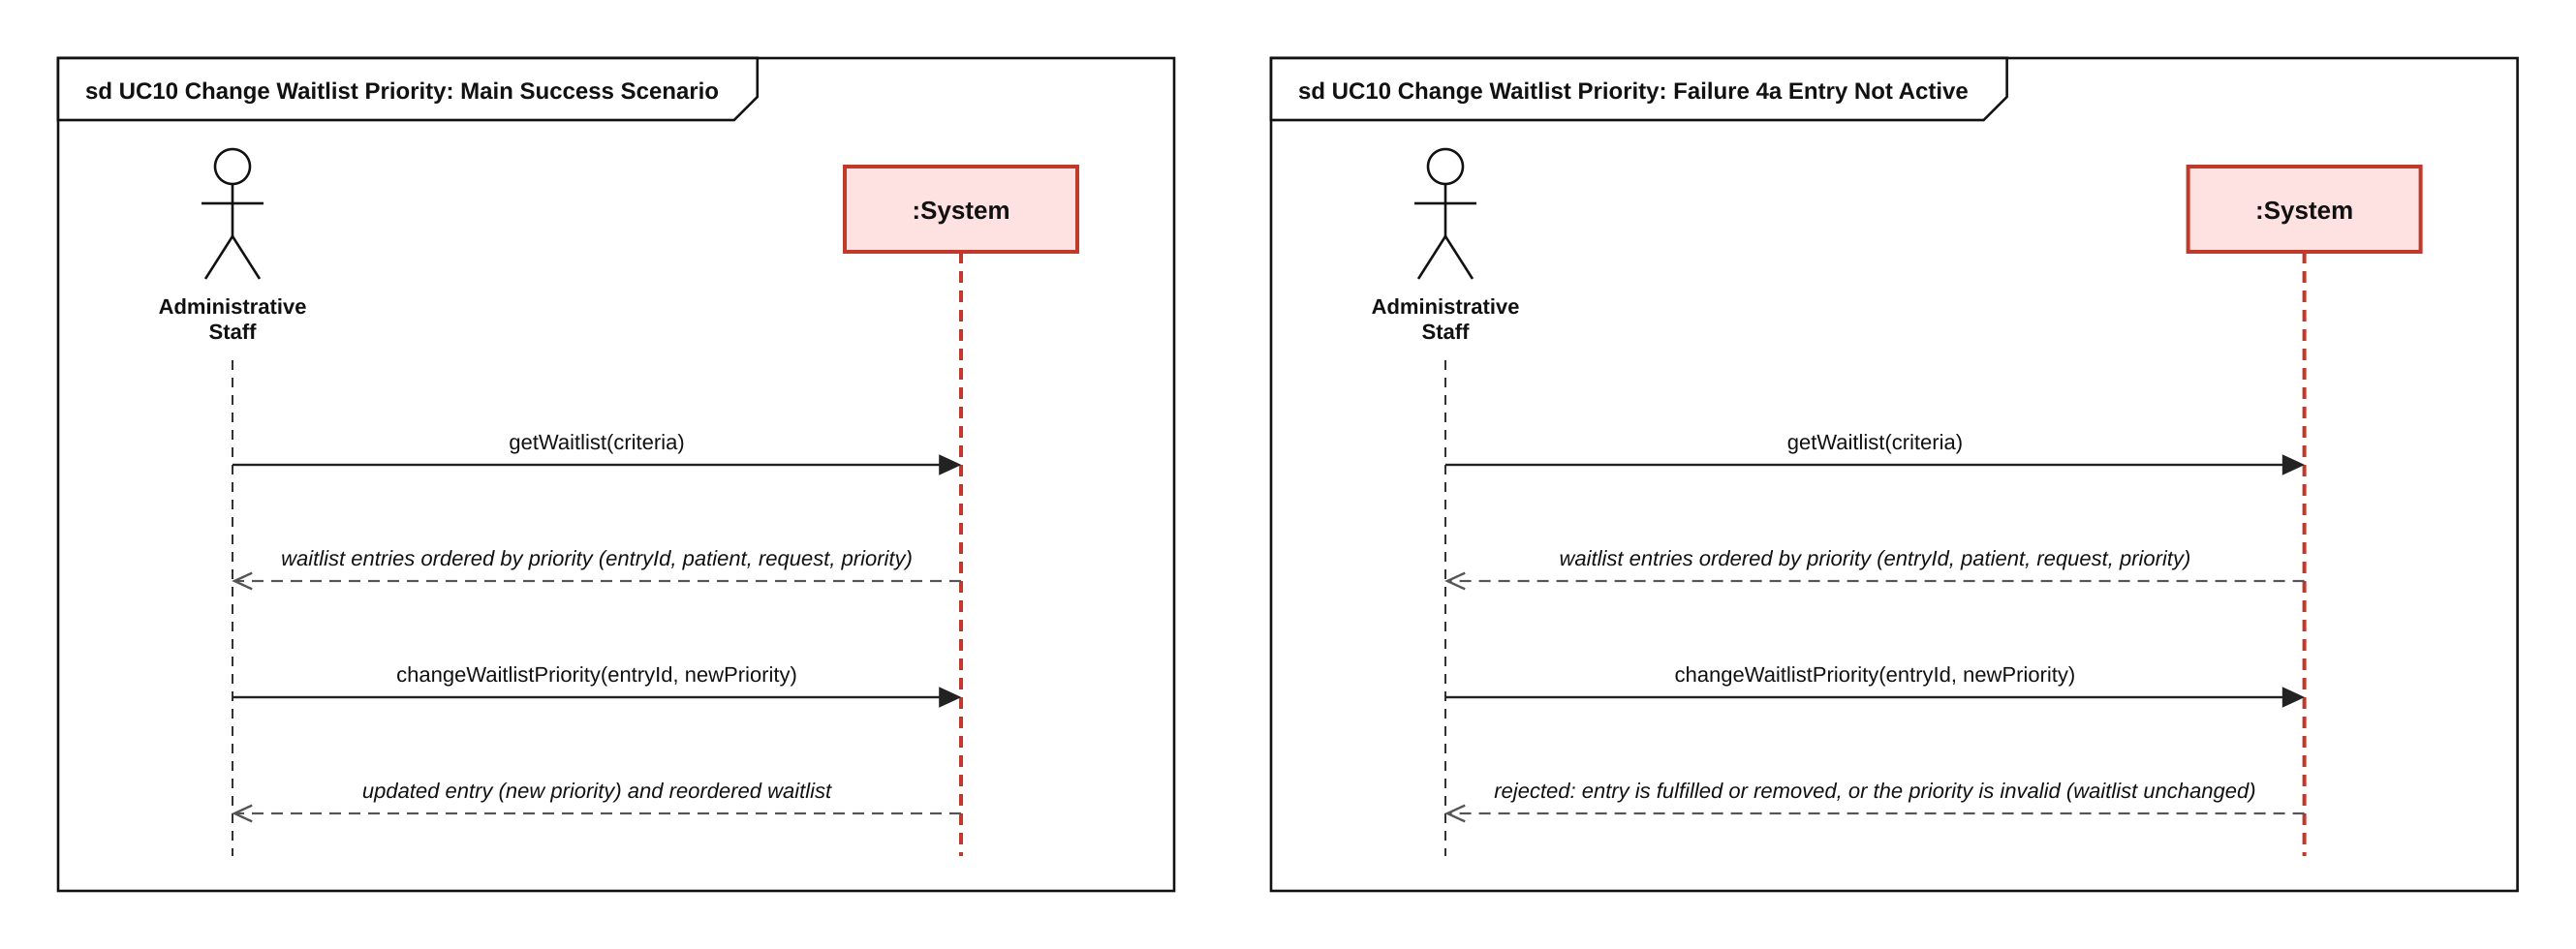 sd UC10 Change Waitlist Priority: Main Success Scenario
:System
Administrative
Staff
getWaitlist(criteria)
waitlist entries ordered by priority (entryId, patient, request, priority)
changeWaitlistPriority(entryId, newPriority)
updated entry (new priority) and reordered waitlist
sd UC10 Change Waitlist Priority: Failure 4a Entry Not Active
:System
Administrative
Staff
getWaitlist(criteria)
waitlist entries ordered by priority (entryId, patient, request, priority)
changeWaitlistPriority(entryId, newPriority)
rejected: entry is fulfilled or removed, or the priority is invalid (waitlist unchanged)